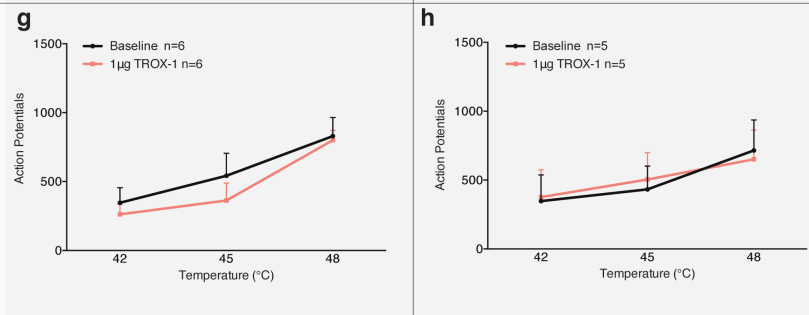 g
1500
1000
500
0
Action Potentials
Baseline n=6
1µg TROX-1 n=6
42
45
48
Temperature (°C)
h
1500
1000
500
0
Action Potentials
Baseline n=5
1µg TROX-1 n=5
42
45
48
Temperature (°C)